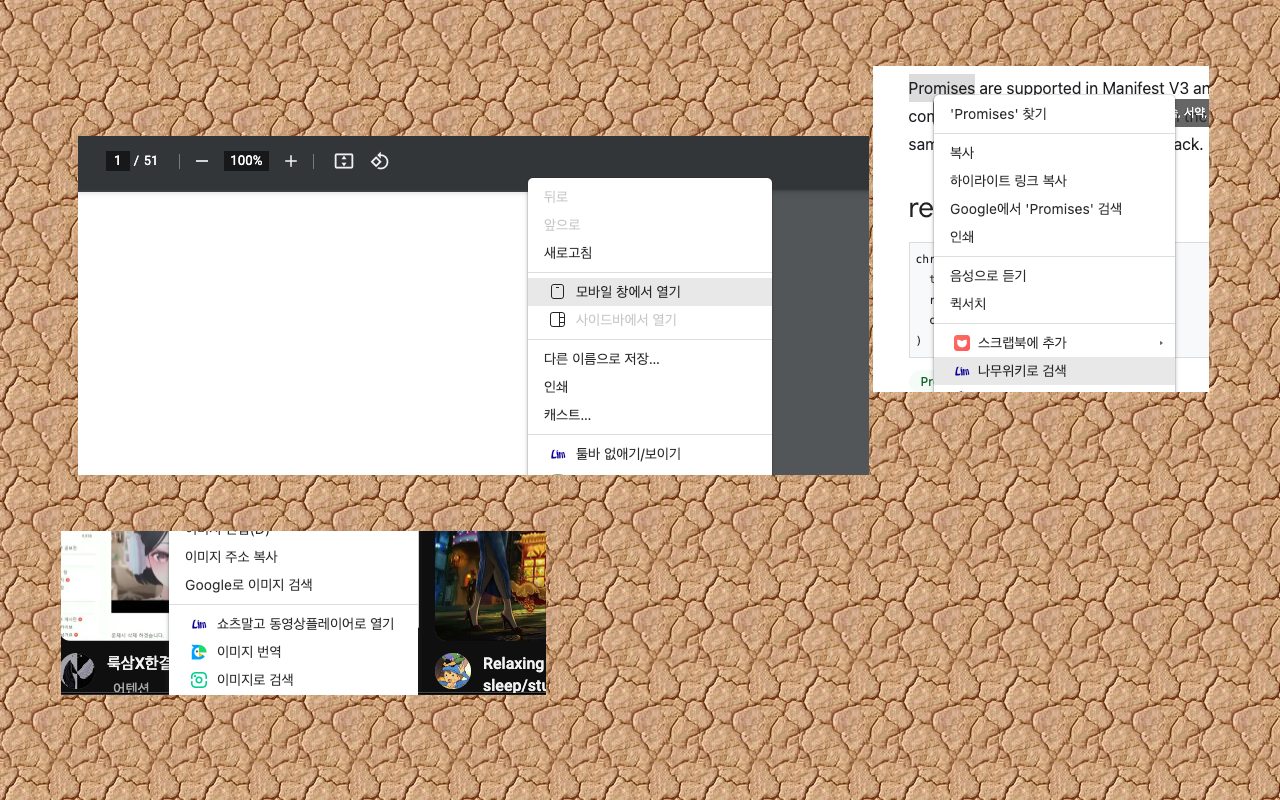 1 / 51
100%
뒤로
앞으로
새로고침
모바일 창에서 열기
사이드바에서 열기
다른 이름으로 저장...
인쇄
캐스트...
Lim 툴바 없애기/보이기
Promises are supported in Manifest V3 an
com
서약,
sam
ack.
re
chr
t
r
c
)
Pr
'Promises' 찾기
복사
하이라이트 링크 복사
Google에서 'Promises' 검색
인쇄
음성으로 듣기
퀵서치
스크랩북에 추가
Lim 나무위키로 검색
이미지 주소 복사
Google로 이미지 검색
Lim 쇼츠말고 동영상플레이어로 열기
이미지 번역
이미지로 검색
룩삼X한결
어텐션
Relaxing
sleep/stu